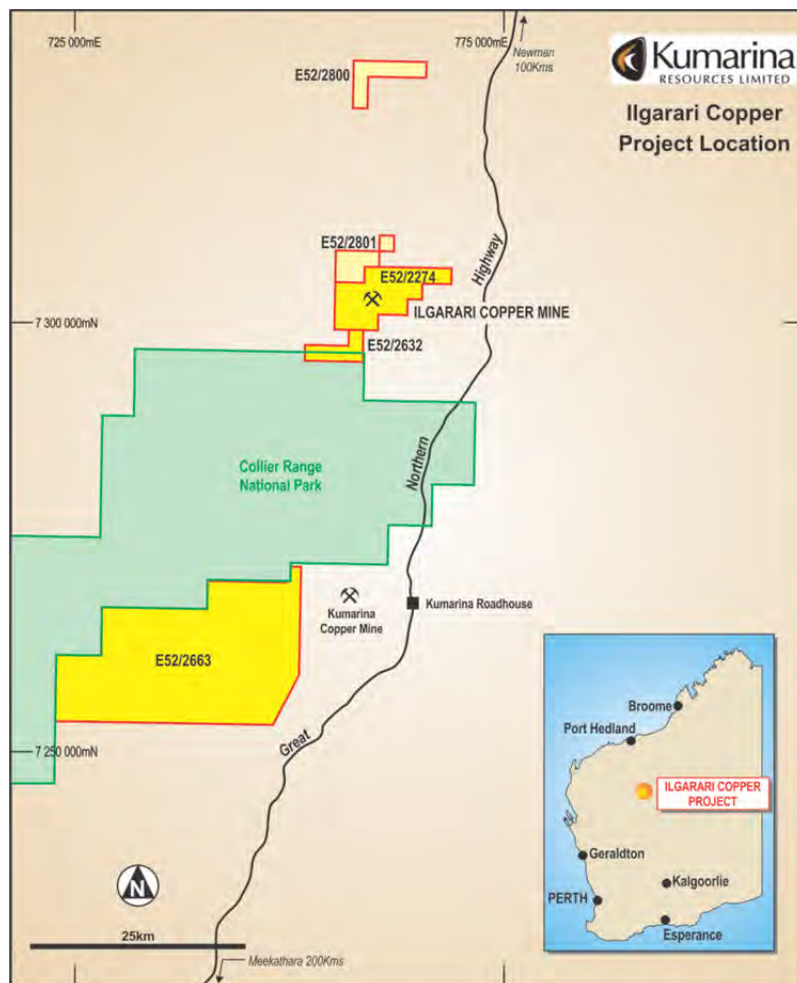 725 000mE
775 000mE
Newman
100Kms
Kumarina
RESOURCES LIMITED
Ilgarari Copper
Project Location
E52/2800
E52/2801
E52/2274
Highway
7 300 000mN
ILGARARI COPPER MINE
E52/2632
Collier Range
National Park
Northern
Kumarina
Copper Mine
Kumarina Roadhouse
E52/2663
Great
7 250 000mN
Broome
Port Hedland
ILGARARI COPPER
PROJECT
Geraldton
Kalgoorlie
PERTH
Esperance
N
25km
Meekathara 200Kms